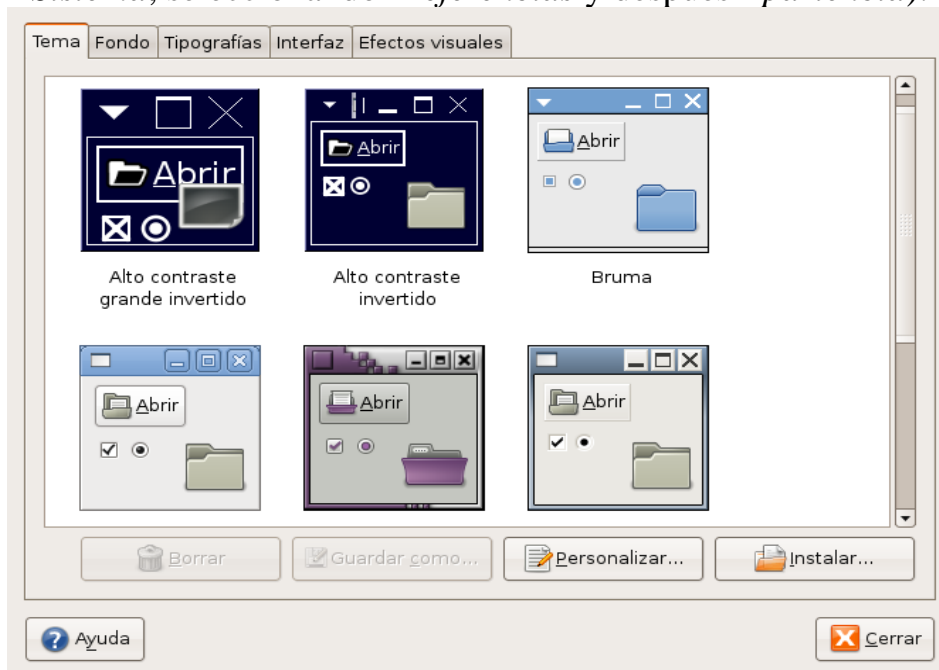 Tema Fondo Tipografías Interfaz Efectos visuales
Abrir Abrir Abrir
Alto contraste grande invertido
Alto contraste invertido
Bruma
Abrir Abrir Abrir
Borrar Guardar como... Personalizar... Instalar...
Ayuda Cerrar